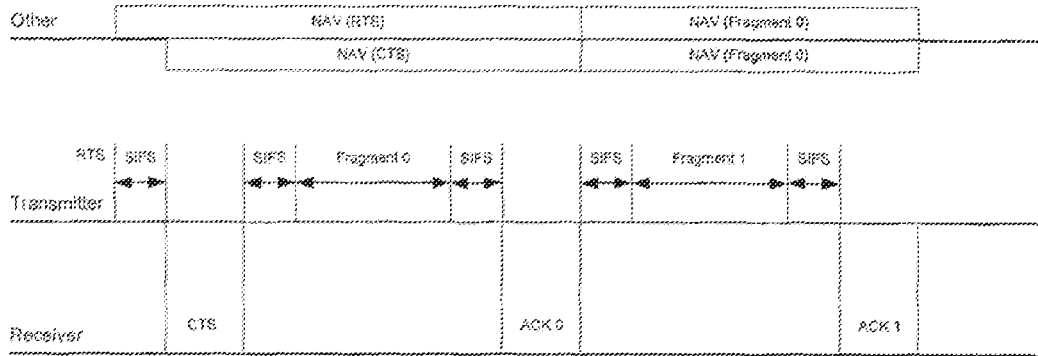 Other
NAV (RTS)
NAV (Fragment 0)
NAV (CTS)
NAV (Fragment 0)
RTS
SIFS
SIFS
Fragment 0
SIFS
SIFS
Fragment 1
SIFS
Transmitter
Receiver
CTS
ACK 0
ACK 1